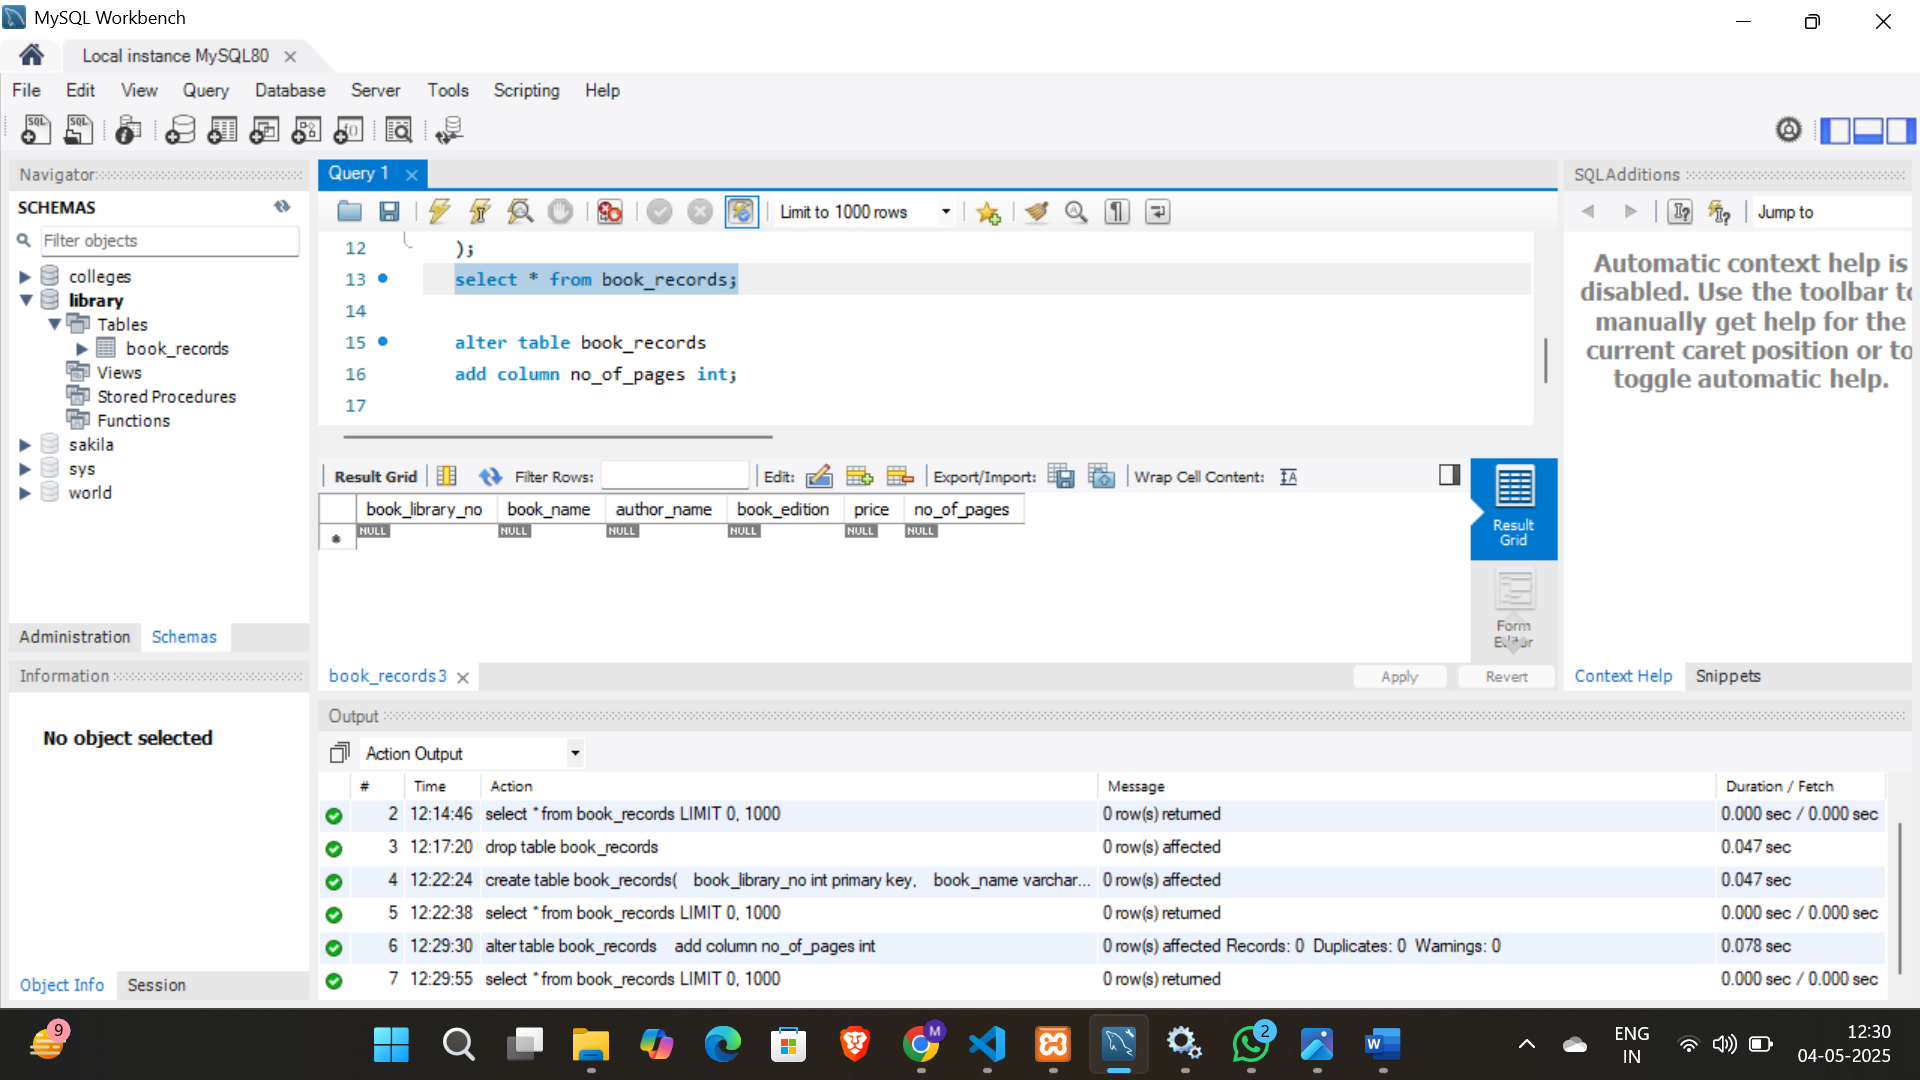 MySQL Workbench
Local instance MySQL80
File Edit View Query Database Server Tools Scripting Help
Navigator
SCHEMAS
Filter objects
colleges
library
Tables
book_records
Views
Stored Procedures
Functions
sakila
sys
world
Administration Schemas
Information
No object selected
Object Info Session
Query 1
Limit to 1000 rows
12 );
13 select * from book_records;
14
15 alter table book_records
16 add column no_of_pages int;
17
Result Grid Filter Rows: Edit: Export/Import: Wrap Cell Content:
book_library_no book_name author_name book_edition price no_of_pages
NULL NULL NULL NULL NULL NULL
Result
Grid
Form
Editor
book_records3
Apply Revert
SQLAdditions
Jump to
Automatic context help is
disabled. Use the toolbar to
manually get help for the
current caret position or to
toggle automatic help.
Context Help Snippets
Output
Action Output
# Time Action Message Duration / Fetch
2 12:14:46 select * from book_records LIMIT 0, 1000 0 row(s) returned 0.000 sec / 0.000 sec
3 12:17:20 drop table book_records 0 row(s) affected 0.047 sec
4 12:22:24 create table book_records( book_library_no int primary key, book_name varchar... 0 row(s) affected 0.047 sec
5 12:22:38 select * from book_records LIMIT 0, 1000 0 row(s) returned 0.000 sec / 0.000 sec
6 12:29:30 alter table book_records add column no_of_pages int 0 row(s) affected Records: 0 Duplicates: 0 Warnings: 0 0.078 sec
7 12:29:55 select * from book_records LIMIT 0, 1000 0 row(s) returned 0.000 sec / 0.000 sec
9
M
2
W
ENG
IN
12:30
04-05-2025